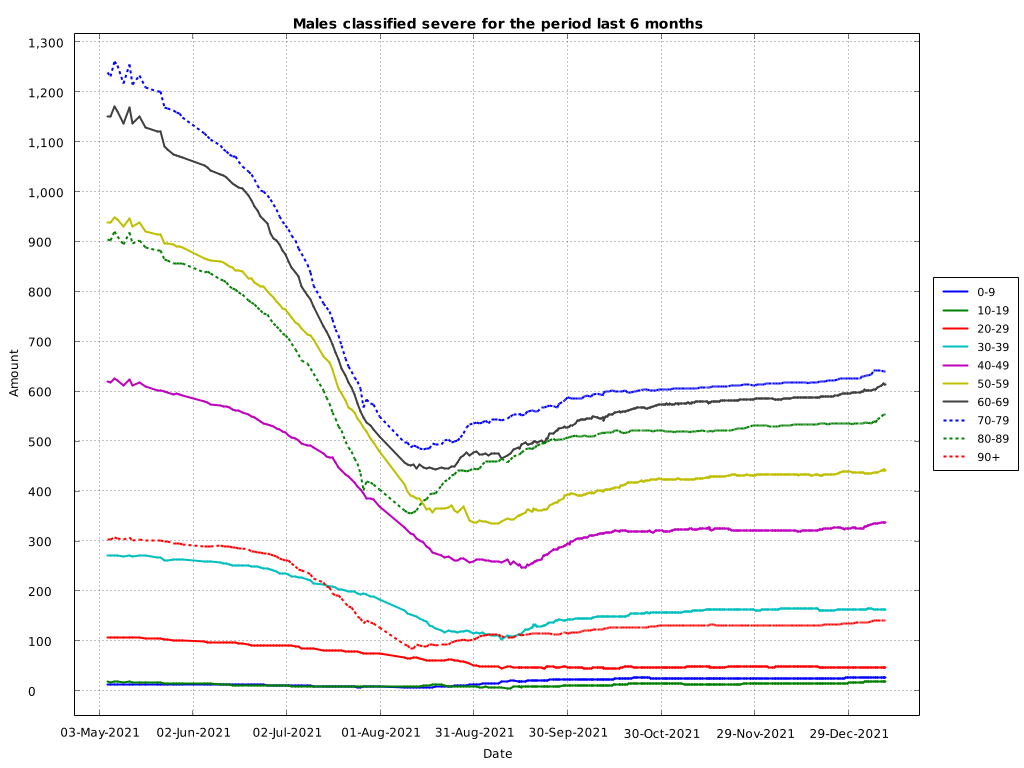 Males classified severe for the period last 6 months
1,300
1,200
1,100
1,000
900
800
700
600
500
400
300
200
100
0
Amount
03-May-2021
02-Jun-2021
02-Jul-2021
01-Aug-2021
31-Aug-2021
30-Sep-2021
30-Oct-2021
29-Nov-2021
29-Dec-2021
Date
0-9
10-19
20-29
30-39
40-49
50-59
60-69
70-79
80-89
90+